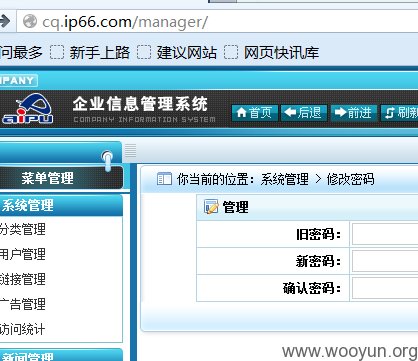 cq.ip66.com/manager/
问最多 新手上路 建议网站 网页快讯库
MPANY
aiPU 企业信息管理系统
COMPANY INFORMATION SYSTEM
首页 后退 前进 刷新
菜单管理
系统管理
分类管理
用户管理
链接管理
广告管理
访问统计
新闻管理
你当前的位置：系统管理 > 修改密码
管理
旧密码：
新密码：
确认密码：
www.wooyun.org